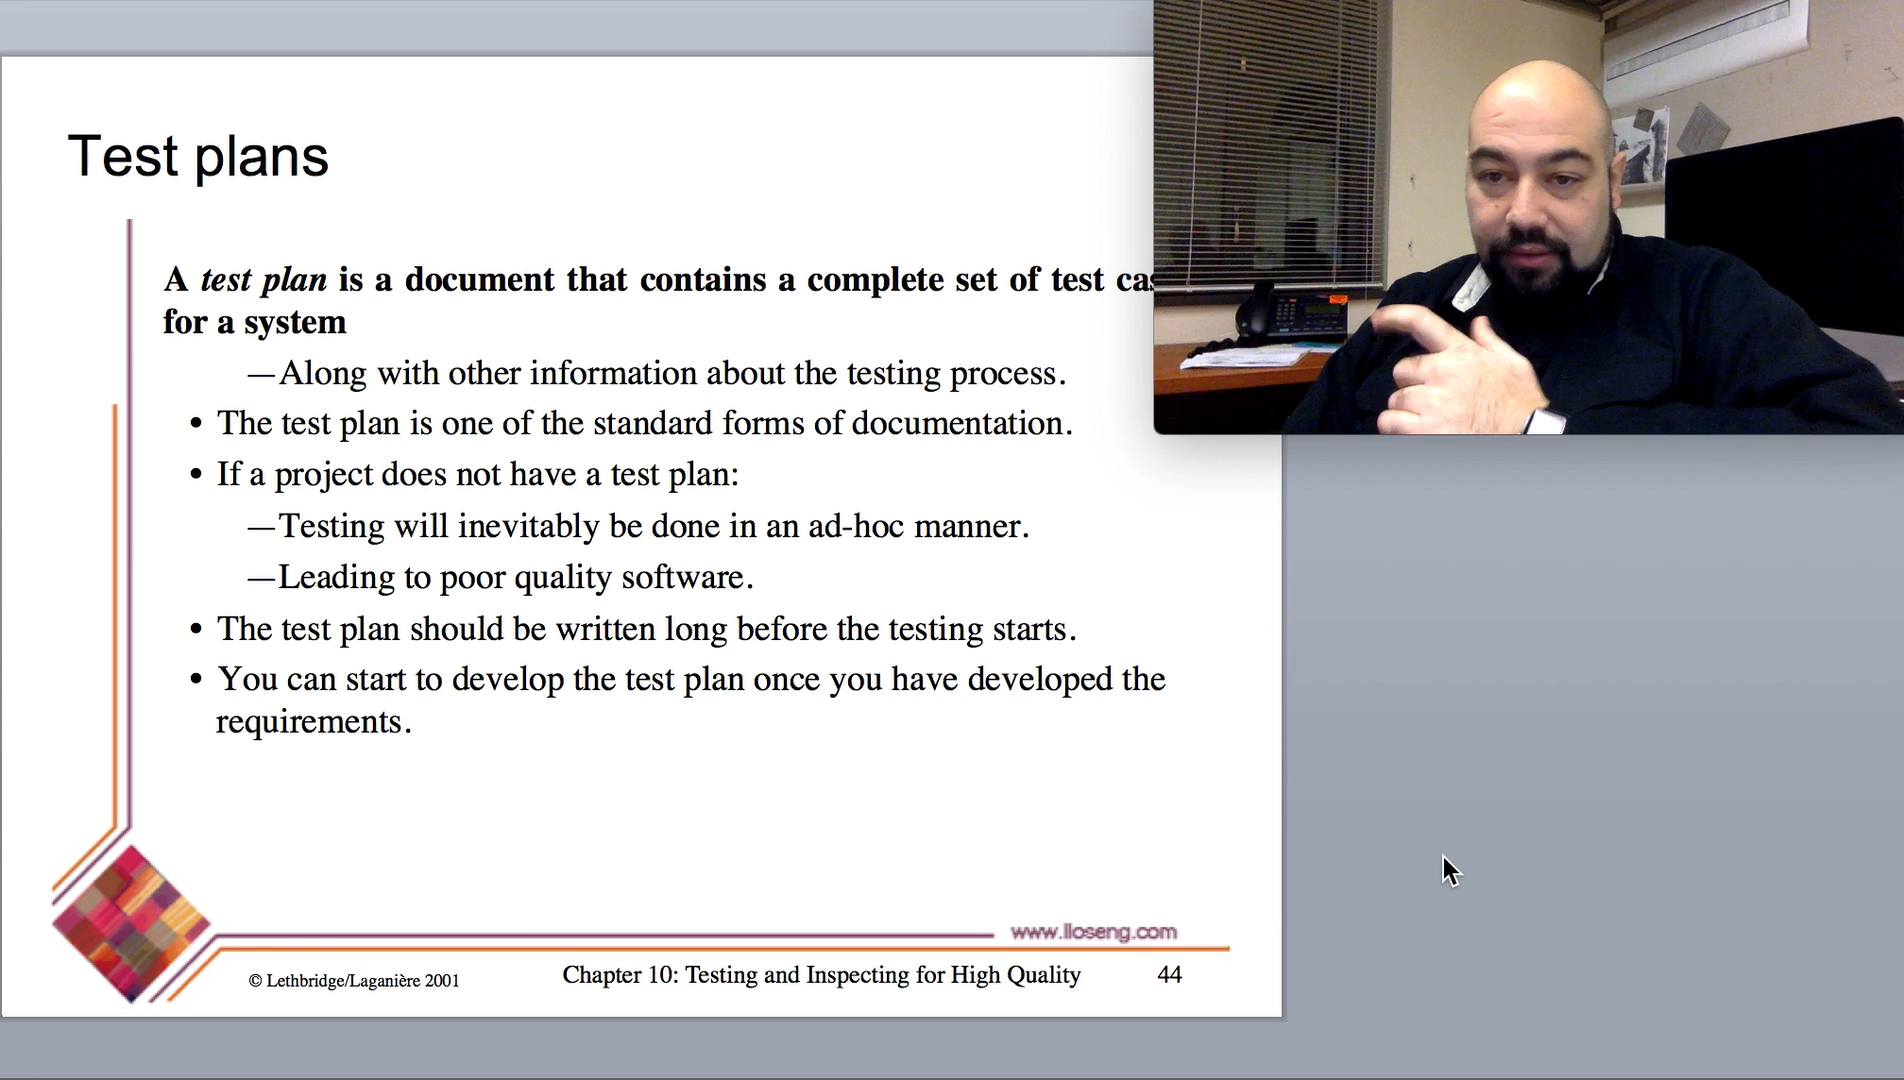 Test plans
A test plan is a document that contains a complete set of test
for a system
—Along with other information about the testing process.
• The test plan is one of the standard forms of documentation.
• If a project does not have a test plan:
—Testing will inevitably be done in an ad-hoc manner.
—Leading to poor quality software.
• The test plan should be written long before the testing starts.
• You can start to develop the test plan once you have developed the
requirements.
www.lloseng.com
© Lethbridge/Laganière 2001
Chapter 10: Testing and Inspecting for High Quality
44